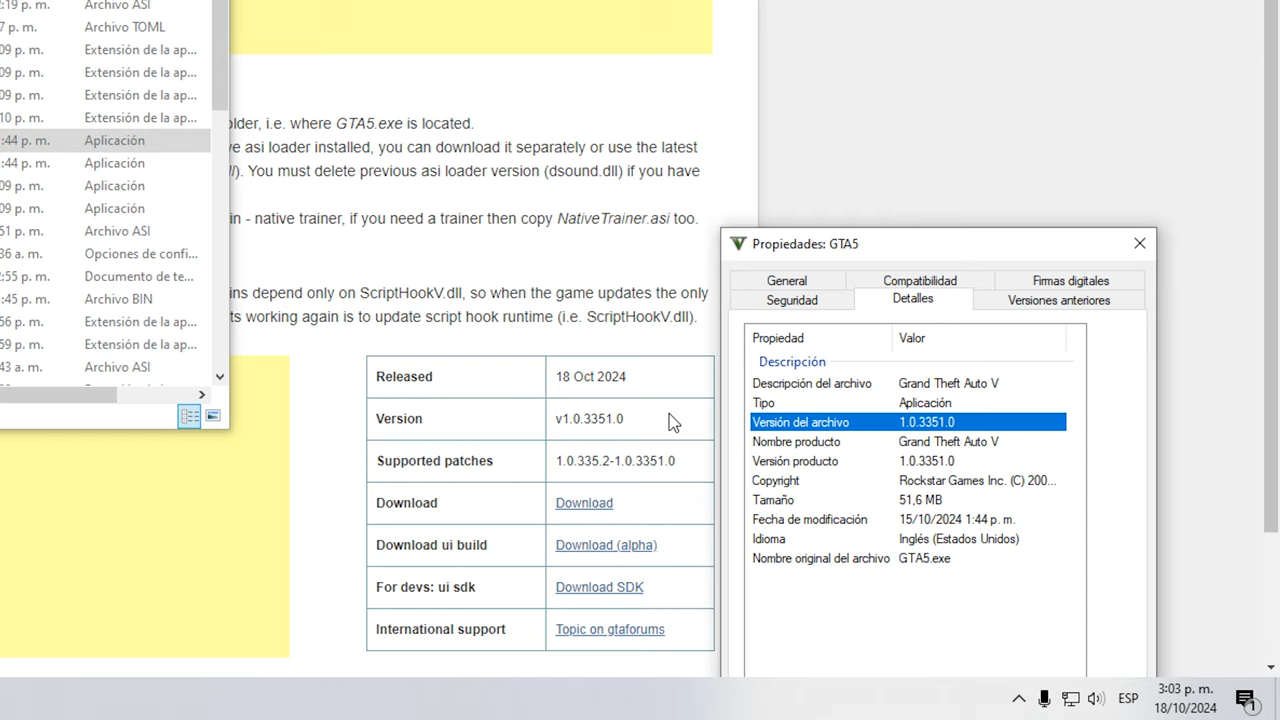 :19 p. m. Archivo ASI
7 p. m. Archivo TOML
09 p. m. Extensión de la ap...
09 p. m. Extensión de la ap...
09 p. m. Extensión de la ap...
10 p. m. Extensión de la ap...
:44 p. m. Aplicación
:44 p. m. Aplicación
09 p. m. Aplicación
09 p. m. Aplicación
51 p. m. Archivo ASI
36 a. m. Opciones de confi...
2:55 p. m. Documento de te...
:45 p. m. Archivo BIN
56 p. m. Extensión de la ap...
59 p. m. Extensión de la ap...
43 a. m. Archivo ASI
older, i.e. where GTA5.exe is located.
ve asi loader installed, you can download it separately or use the latest
ll). You must delete previous asi loader version (dsound.dll) if you have
in - native trainer, if you need a trainer then copy NativeTrainer.asi too.
ins depend only on ScriptHookV.dll, so when the game updates the only
ts working again is to update script hook runtime (i.e. ScriptHookV.dll).
Released 18 Oct 2024
Version v1.0.3351.0
Supported patches 1.0.335.2-1.0.3351.0
Download Download
Download ui build Download (alpha)
For devs: ui sdk Download SDK
International support Topic on gtaforums
Propiedades: GTA5
General Compatibilidad Firmas digitales
Seguridad Detalles Versiones anteriores
Propiedad Valor
Descripción
Descripción del archivo Grand Theft Auto V
Tipo Aplicación
Versión del archivo 1.0.3351.0
Nombre producto Grand Theft Auto V
Versión producto 1.0.3351.0
Copyright Rockstar Games Inc. (C) 200...
Tamaño 51,6 MB
Fecha de modificación 15/10/2024 1:44 p. m.
Idioma Inglés (Estados Unidos)
Nombre original del archivo GTA5.exe
ESP
3:03 p. m.
18/10/2024
1